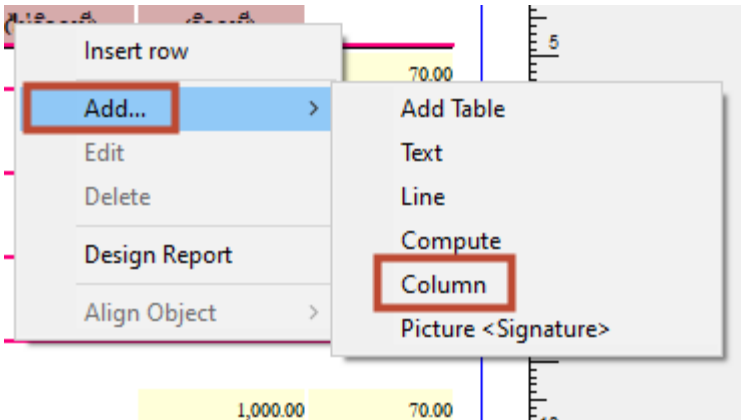 5
Insert row
70.00
Add...
Add Table
Edit
Text
Delete
Line
Compute
Design Report
Column
Align Object
Picture <Signature>
1,000.00
70.00